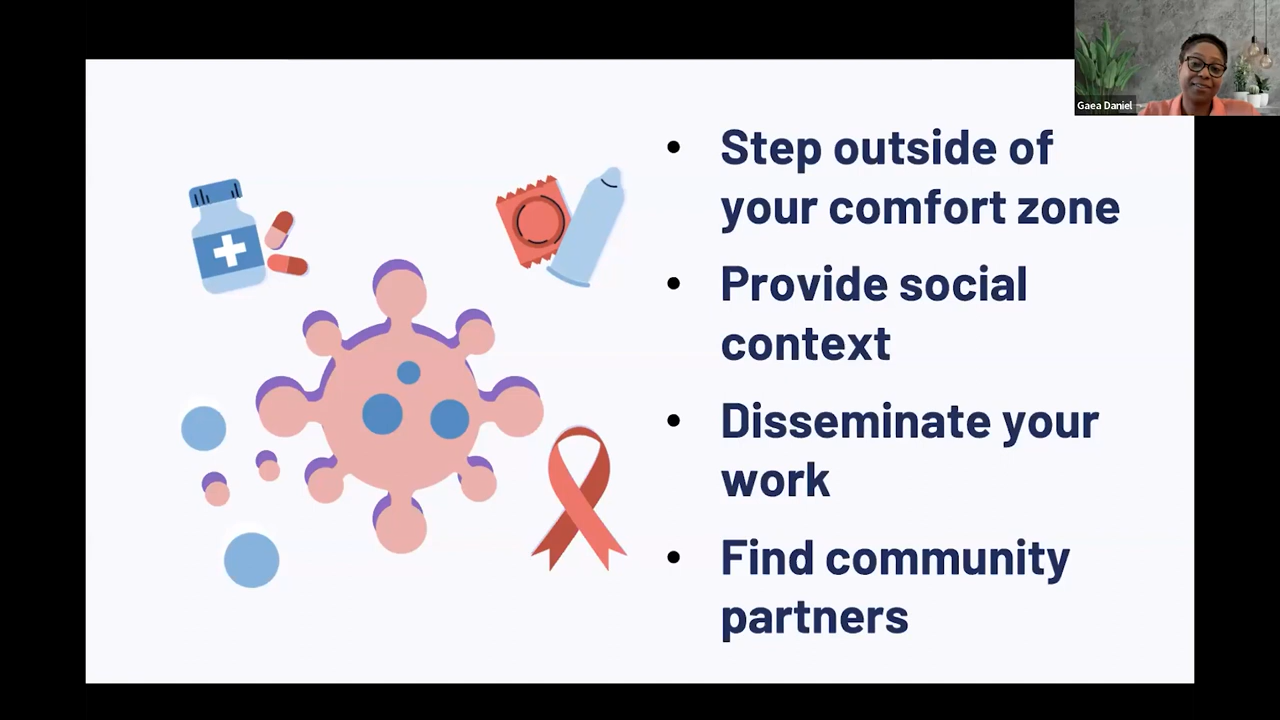 Gaea Daniel
• Step outside of
your comfort zone
• Provide social
context
• Disseminate your
work
• Find community
partners